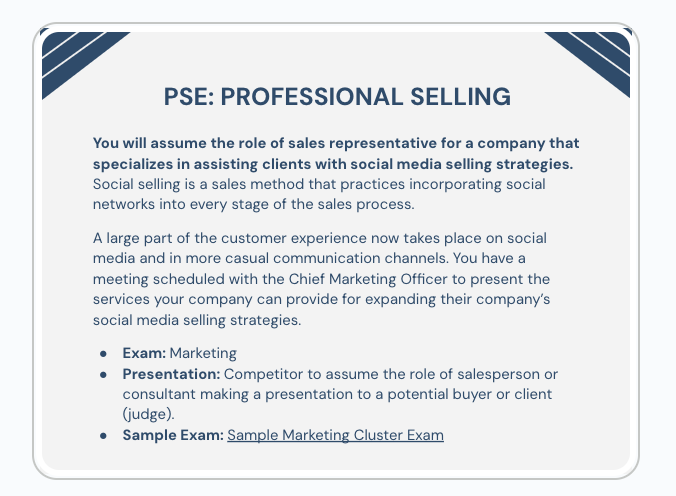 PSE: PROFESSIONAL SELLING
You will assume the role of sales representative for a company that
specializes in assisting clients with social media selling strategies.
Social selling is a sales method that practices incorporating social
networks into every stage of the sales process.
A large part of the customer experience now takes place on social
media and in more casual communication channels. You have a
meeting scheduled with the Chief Marketing Officer to present the
services your company can provide for expanding their company's
social media selling strategies.
● Exam: Marketing
● Presentation: Competitor to assume the role of salesperson or
consultant making a presentation to a potential buyer or client
(judge).
● Sample Exam: Sample Marketing Cluster Exam